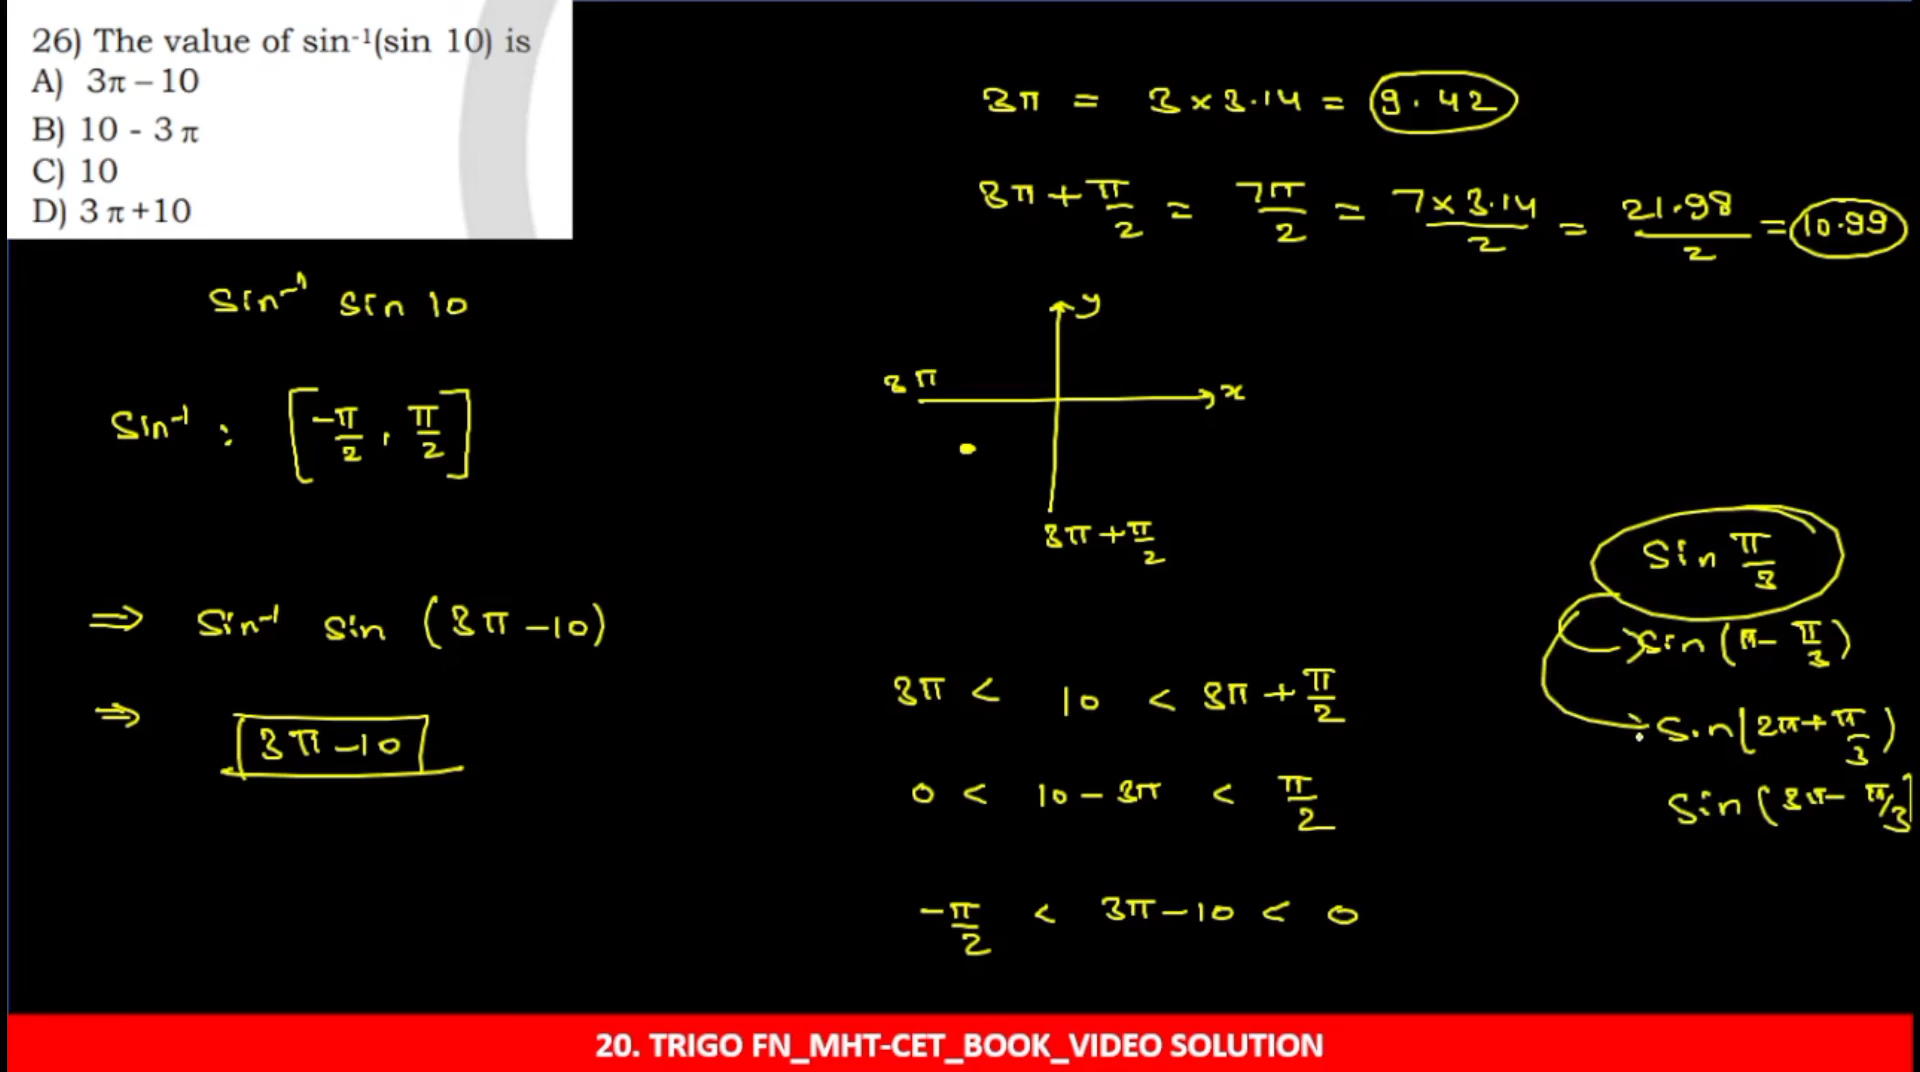 26) The value of sin⁻¹(sin 10) is
A) 3π – 10
B) 10 - 3 π
C) 10
D) 3 π+10
3π = 3 × 3.14 = 9.42
3π + π/2 = 7π/2 = 7 × 3.14/2 = 21.98/2 = 10.99
Sin⁻¹ Sin 10
Sin⁻¹ : [-π/2, π/2]
y
3π
x
3π + π/2
⇒ Sin⁻¹ Sin (3π - 10)
⇒ 3π - 10
3π < 10 < 3π + π/2
0 < 10 - 3π < π/2
-π/2 < 3π - 10 < 0
Sin π/3
Sin (π - π/3)
Sin (2π + π/3)
Sin (3π - π/3]
20. TRIGO FN_MHT-CET_BOOK_VIDEO SOLUTION